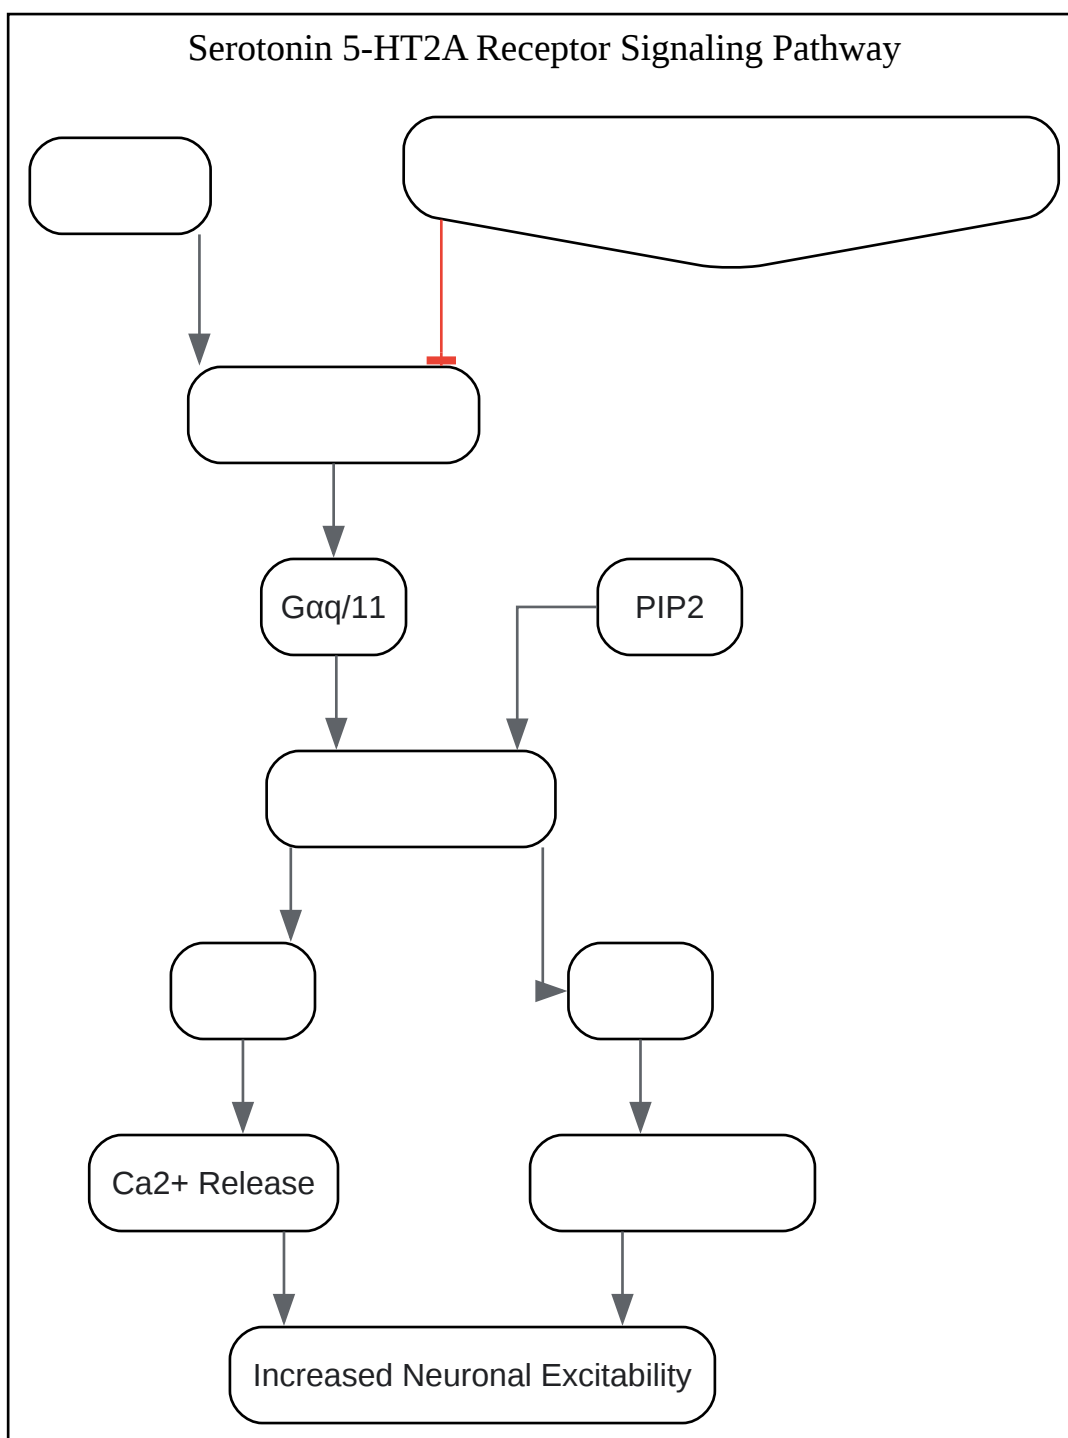 Serotonin 5-HT2A Receptor Signaling Pathway
Gαq/11
PIP2
Ca2+ Release
Increased Neuronal Excitability